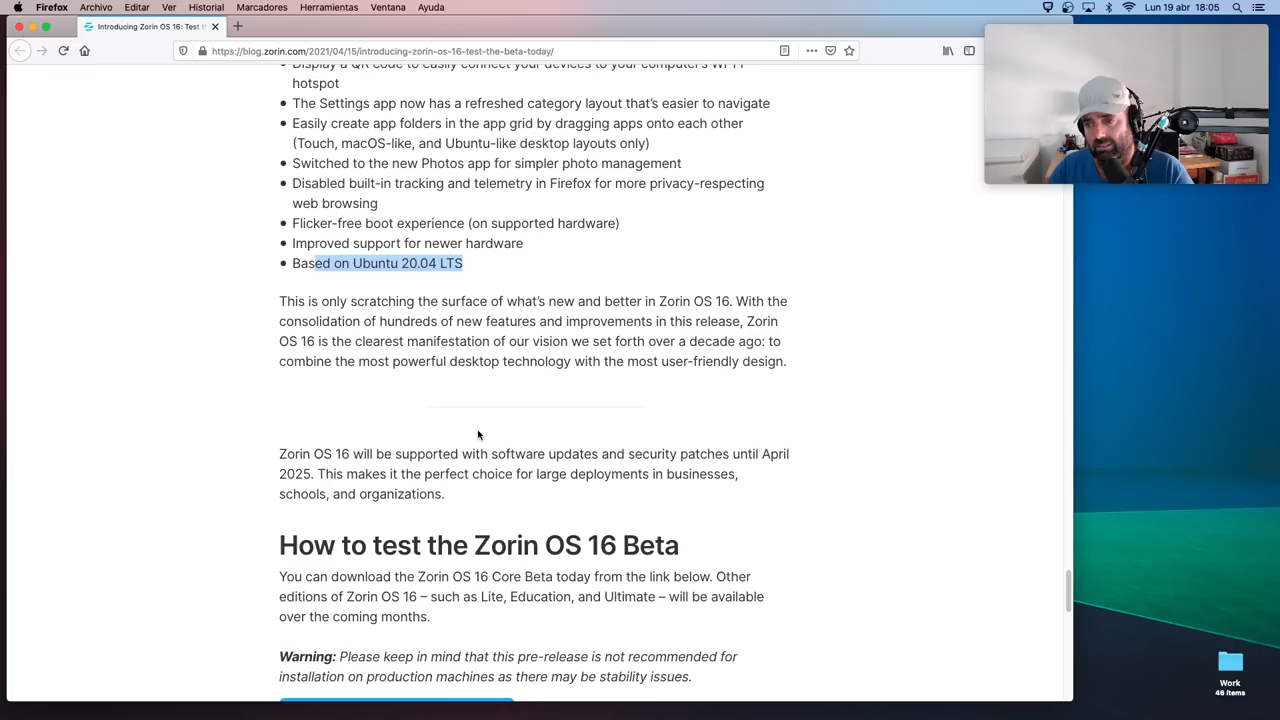 Firefox Archivo Editar Ver Historial Marcadores Herramientas Ventana Ayuda Lun 19 abr 18:05
Introducing Zorin OS 16: Test t
https://blog.zorin.com/2021/04/15/introducing-zorin-os-16-test-the-beta-today/
Display a QR code to easily connect your devices to your computer's Wi-Fi
hotspot
The Settings app now has a refreshed category layout that's easier to navigate
Easily create app folders in the app grid by dragging apps onto each other
(Touch, macOS-like, and Ubuntu-like desktop layouts only)
Switched to the new Photos app for simpler photo management
Disabled built-in tracking and telemetry in Firefox for more privacy-respecting
web browsing
Flicker-free boot experience (on supported hardware)
Improved support for newer hardware
Based on Ubuntu 20.04 LTS
This is only scratching the surface of what's new and better in Zorin OS 16. With the
consolidation of hundreds of new features and improvements in this release, Zorin
OS 16 is the clearest manifestation of our vision we set forth over a decade ago: to
combine the most powerful desktop technology with the most user-friendly design.
Zorin OS 16 will be supported with software updates and security patches until April
2025. This makes it the perfect choice for large deployments in businesses,
schools, and organizations.
How to test the Zorin OS 16 Beta
You can download the Zorin OS 16 Core Beta today from the link below. Other
editions of Zorin OS 16 – such as Lite, Education, and Ultimate – will be available
over the coming months.
Warning: Please keep in mind that this pre-release is not recommended for
installation on production machines as there may be stability issues.
Work
46 items